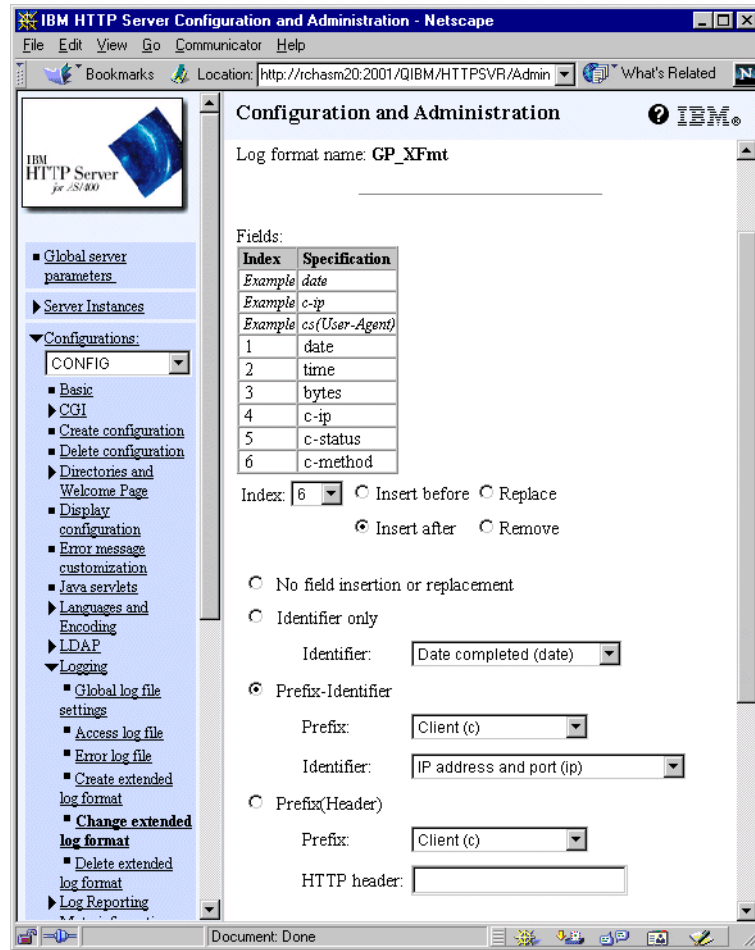 IBM HTTP Server Configuration and Administration - Netscape
File Edit View Go Communicator Help
Bookmarks Location: http://rchasm20:2001/QIBM/HTTPSVR/Admin What's Related N
IBM
HTTP Server
for AS/400
Global server
parameters
Server Instances
Configurations:
CONFIG
Basic
CGI
Create configuration
Delete configuration
Directories and
Welcome Page
Display
configuration
Error message
customization
Java servlets
Languages and
Encoding
LDAP
Logging
Global log file
settings
Access log file
Error log file
Create extended
log format
Change extended
log format
Delete extended
log format
Log Reporting
Configuration and Administration ? IBM®
Log format name: GP_XFmt
Fields:
Index Specification
Example date
Example c-ip
Example cs(User-Agent)
1 date
2 time
3 bytes
4 c-ip
5 c-status
6 c-method
Index: 6 Insert before Replace
Insert after Remove
No field insertion or replacement
Identifier only
Identifier: Date completed (date)
Prefix-Identifier
Prefix: Client (c)
Identifier: IP address and port (ip)
Prefix(Header)
Prefix: Client (c)
HTTP header:
Document: Done